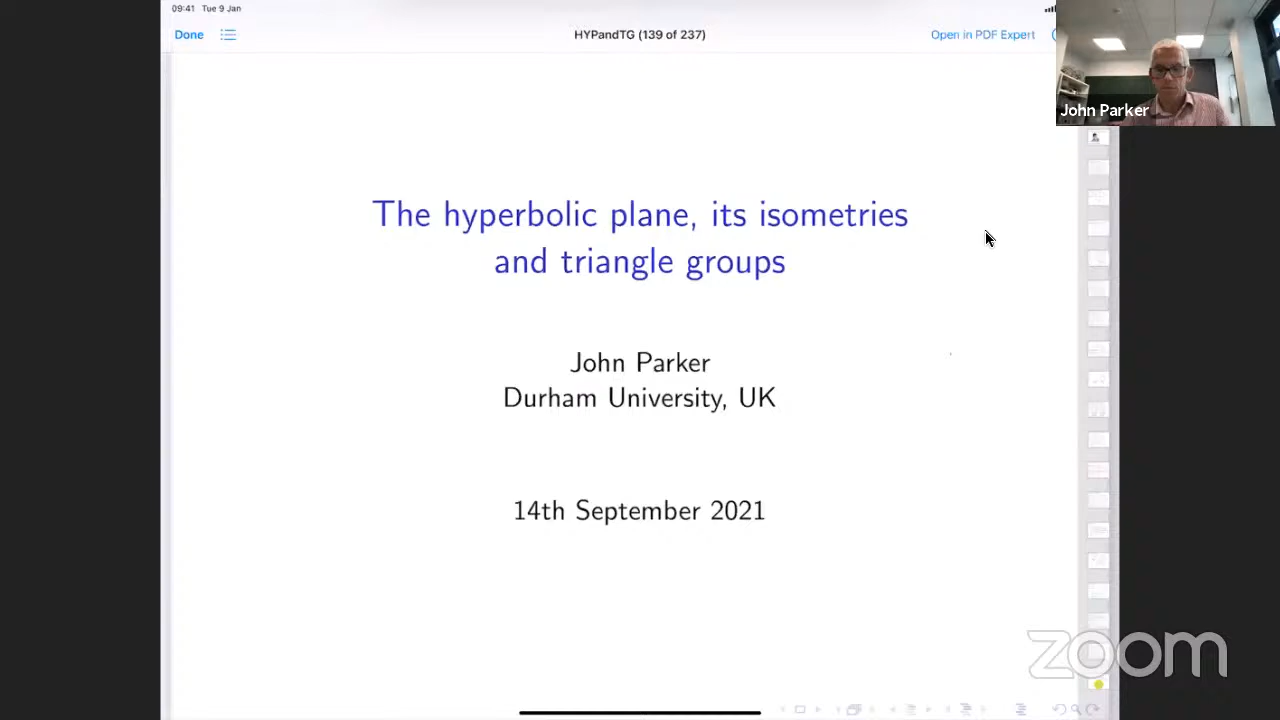 09:41 Tue 9 Jan
Done
HYPandTG (139 of 237)
Open in PDF Expert
John Parker
The hyperbolic plane, its isometries
and triangle groups
John Parker
Durham University, UK
14th September 2021
zoom